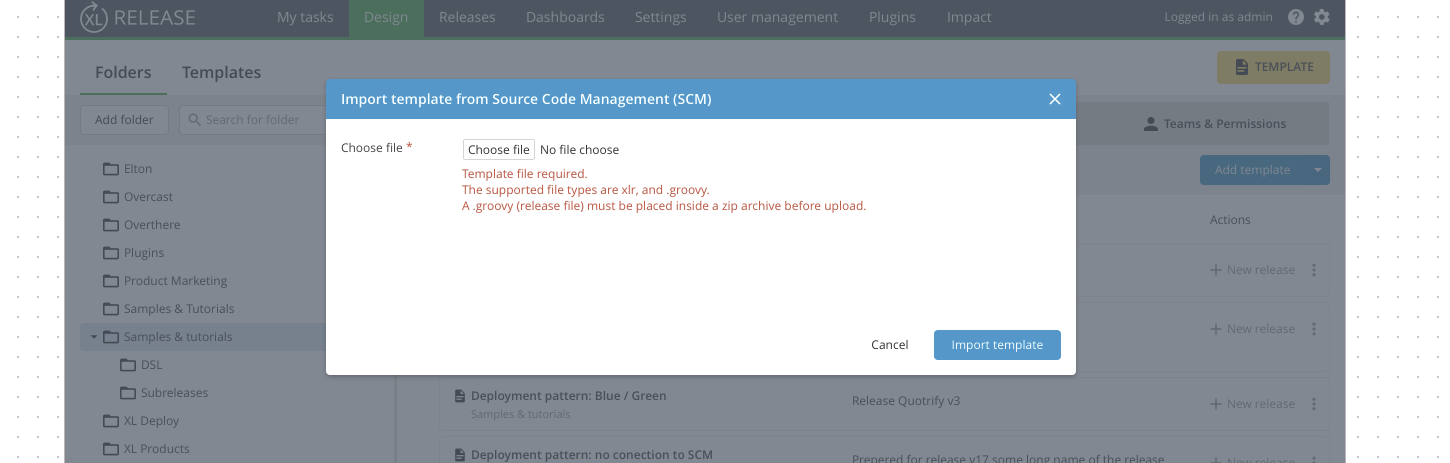 XL RELEASE My tasks Design Releases Dashboards Settings User management Plugins Impact Logged in as admin ?
Folders Templates TEMPLATE
Import template from Source Code Management (SCM)
Add folder Search for folder Teams & Permissions
Choose file * Choose file No file choose
Template file required.
The supported file types are xlr, and .groovy.
A .groovy (release file) must be placed inside a zip archive before upload.
Cancel Import template
Elton
Overcast
Overthere
Plugins
Product Marketing
Samples & Tutorials
Samples & tutorials
DSL
Subreleases
XL Deploy
XL Products
Add template
Actions
New release
New release
Deployment pattern: Blue / Green Release Quotrify v3 New release
Samples & tutorials
Deployment pattern: no conection to SCM Prepared for release v17 some long name of the release New release